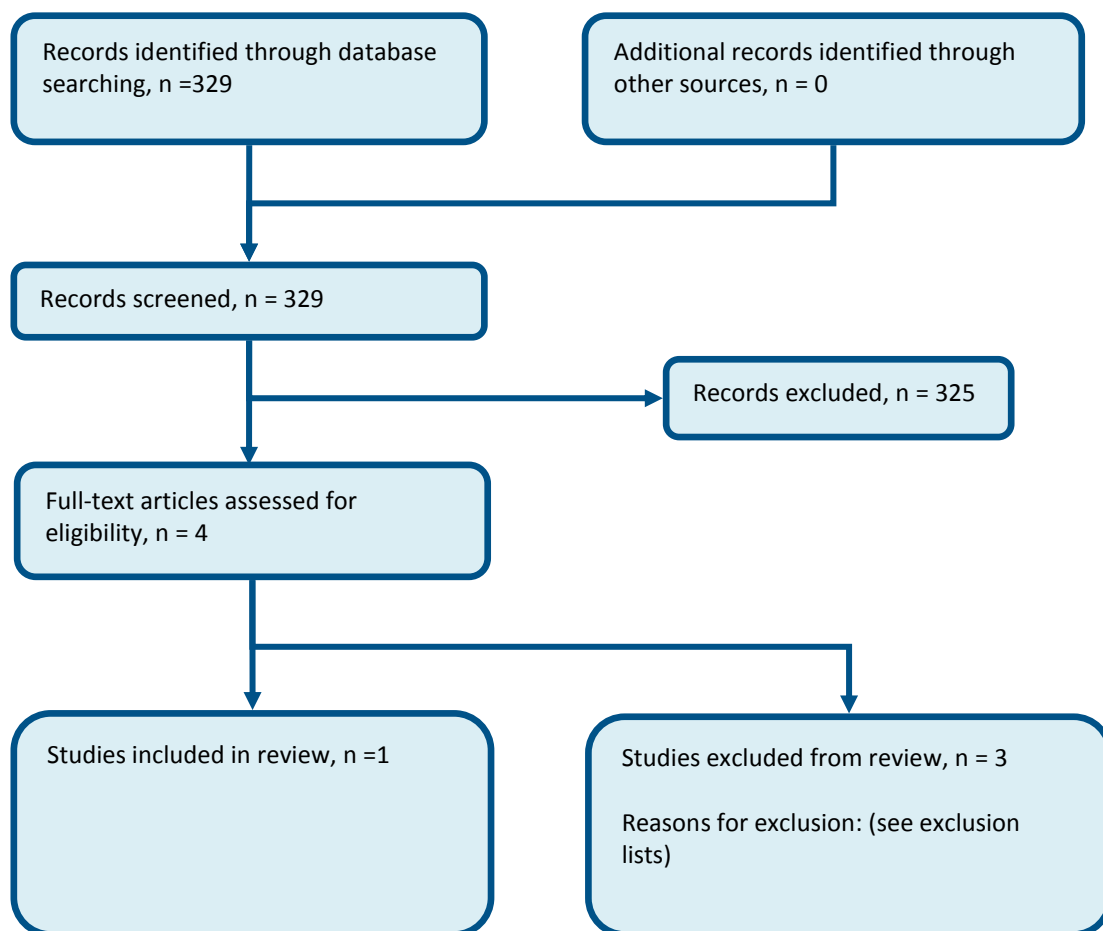 Records identified through database
searching, n =329
Additional records identified through
other sources, n = 0
Records screened, n = 329
Records excluded, n = 325
Full-text articles assessed for
eligibility, n = 4
Studies included in review, n =1
Studies excluded from review, n = 3
Reasons for exclusion: (see exclusion
lists)